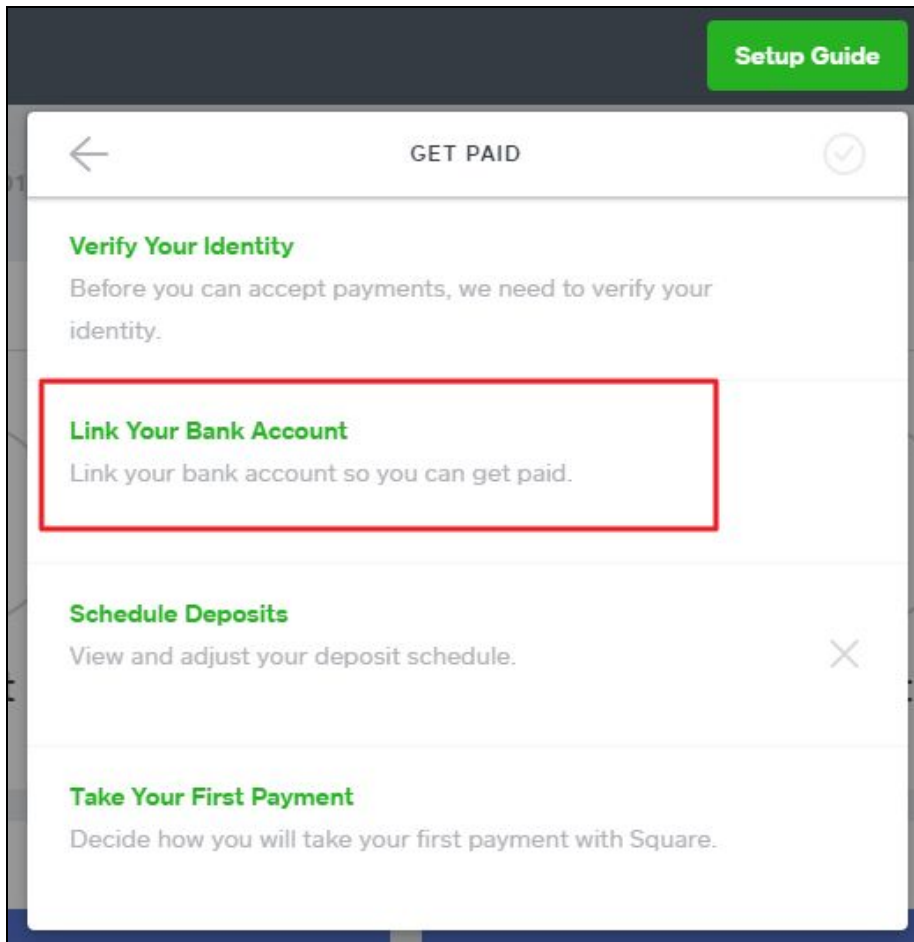 Setup Guide
GET PAID
Verify Your Identity
Before you can accept payments, we need to verify your
identity.
Link Your Bank Account
Link your bank account so you can get paid.
Schedule Deposits
View and adjust your deposit schedule.
Take Your First Payment
Decide how you will take your first payment with Square.